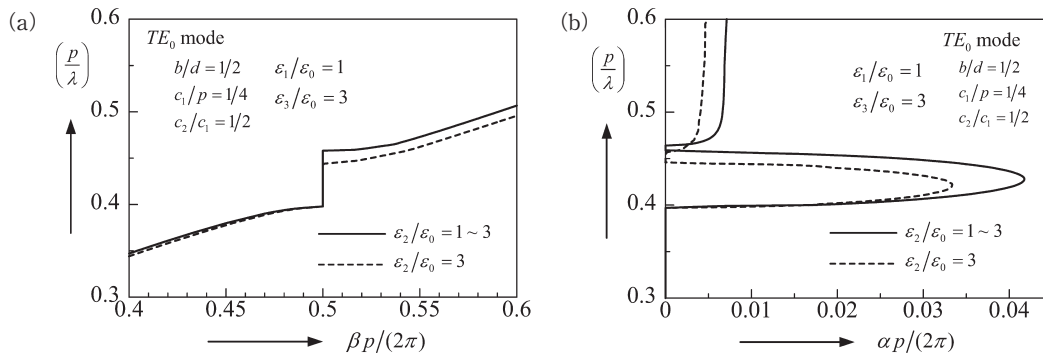 (a)
0.6
(p/λ)
0.5
0.4
0.3
TE₀ mode
b/d = 1/2
c₁/p = 1/4
c₂/c₁ = 1/2
ε₁/ε₀ = 1
ε₃/ε₀ = 3
ε₂/ε₀ = 1 ~ 3
ε₂/ε₀ = 3
0.4 0.45 0.5 0.55 0.6
β p/(2π)
(b)
0.6
(p/λ)
0.5
0.4
0.3
TE₀ mode
b/d = 1/2
c₁/p = 1/4
c₂/c₁ = 1/2
ε₁/ε₀ = 1
ε₃/ε₀ = 3
ε₂/ε₀ = 1 ~ 3
ε₂/ε₀ = 3
0 0.01 0.02 0.03 0.04
α p/(2π)